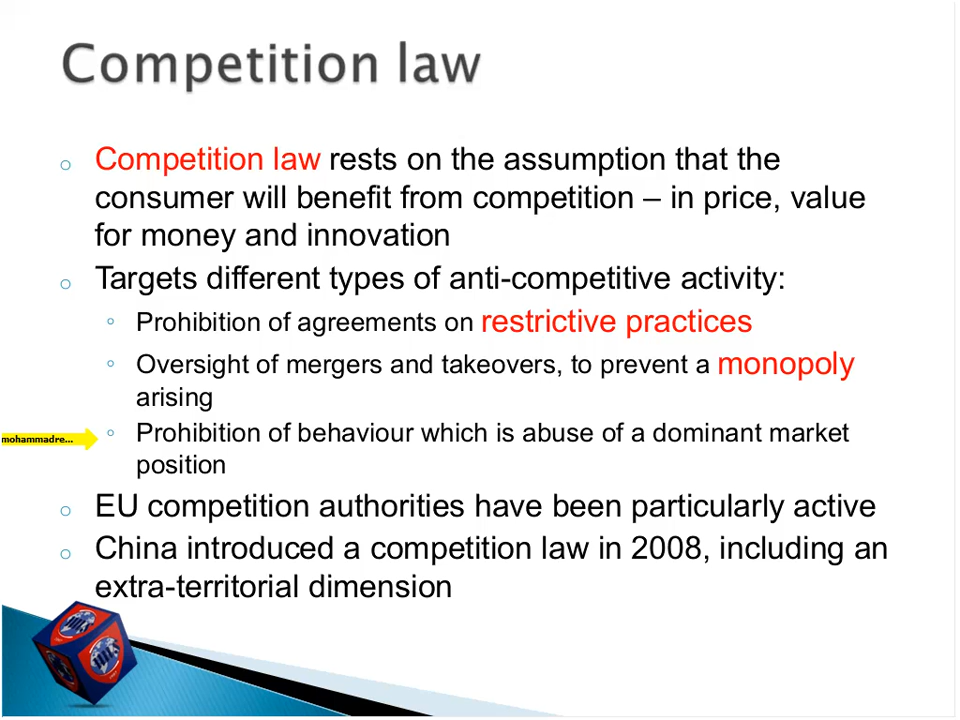 Competition law
Competition law rests on the assumption that the
consumer will benefit from competition – in price, value
for money and innovation
Targets different types of anti-competitive activity:
Prohibition of agreements on restrictive practices
Oversight of mergers and takeovers, to prevent a monopoly
arising
mohammadre...
Prohibition of behaviour which is abuse of a dominant market
position
EU competition authorities have been particularly active
China introduced a competition law in 2008, including an
extra-territorial dimension